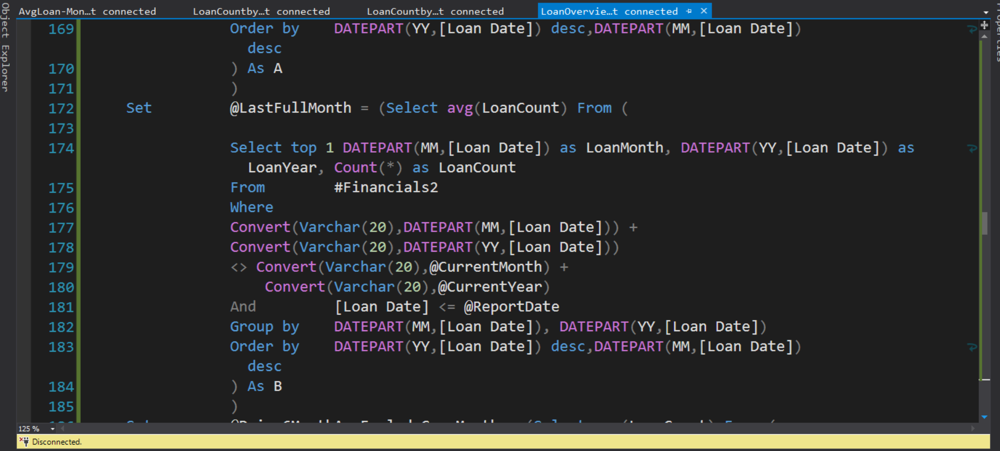 AvgLoan-Mon…t connected LoanCountby…t connected LoanCountby…t connected LoanOvervie…t connected
Object Explorer
Properties
169 Order by DATEPART(YY,[Loan Date]) desc,DATEPART(MM,[Loan Date])
desc
170 ) As A
171 )
172 Set @LastFullMonth = (Select avg(LoanCount) From (
173
174 Select top 1 DATEPART(MM,[Loan Date]) as LoanMonth, DATEPART(YY,[Loan Date]) as
LoanYear, Count(*) as LoanCount
175 From #Financials2
176 Where
177 Convert(Varchar(20),DATEPART(MM,[Loan Date])) +
178 Convert(Varchar(20),DATEPART(YY,[Loan Date]))
179 <> Convert(Varchar(20),@CurrentMonth) +
180 Convert(Varchar(20),@CurrentYear)
181 And [Loan Date] <= @ReportDate
182 Group by DATEPART(MM,[Loan Date]), DATEPART(YY,[Loan Date])
183 Order by DATEPART(YY,[Loan Date]) desc,DATEPART(MM,[Loan Date])
desc
184 ) As B
185 )
125 %
Disconnected.